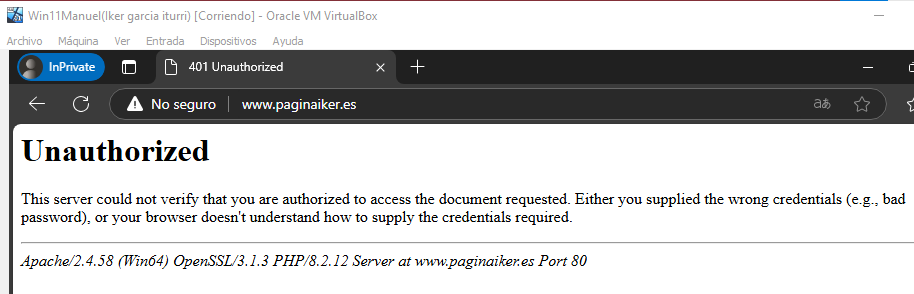 Win11Manuel(Iker garcia iturri) [Corriendo] - Oracle VM VirtualBox
Archivo Máquina Ver Entrada Dispositivos Ayuda
InPrivate 401 Unauthorized
No seguro www.paginaiker.es aあ
Unauthorized
This server could not verify that you are authorized to access the document requested. Either you supplied the wrong credentials (e.g., bad
password), or your browser doesn't understand how to supply the credentials required.
Apache/2.4.58 (Win64) OpenSSL/3.1.3 PHP/8.2.12 Server at www.paginaiker.es Port 80